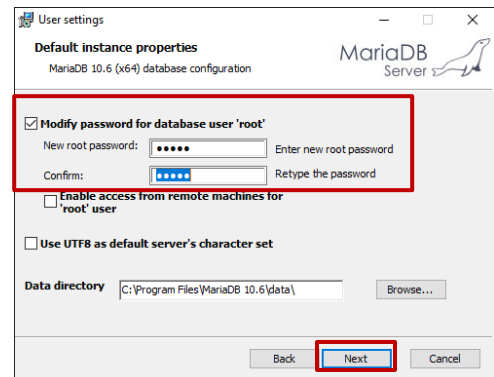 User settings
Default instance properties
MariaDB 10.6 (x64) database configuration
MariaDB
Server
Modify password for database user 'root'
New root password: ●●●●● Enter new root password
Confirm: ●●●●● Retype the password
Enable access from remote machines for
'root' user
Use UTF8 as default server's character set
Data directory C:\Program Files\MariaDB 10.6\data\ Browse...
Back Next Cancel